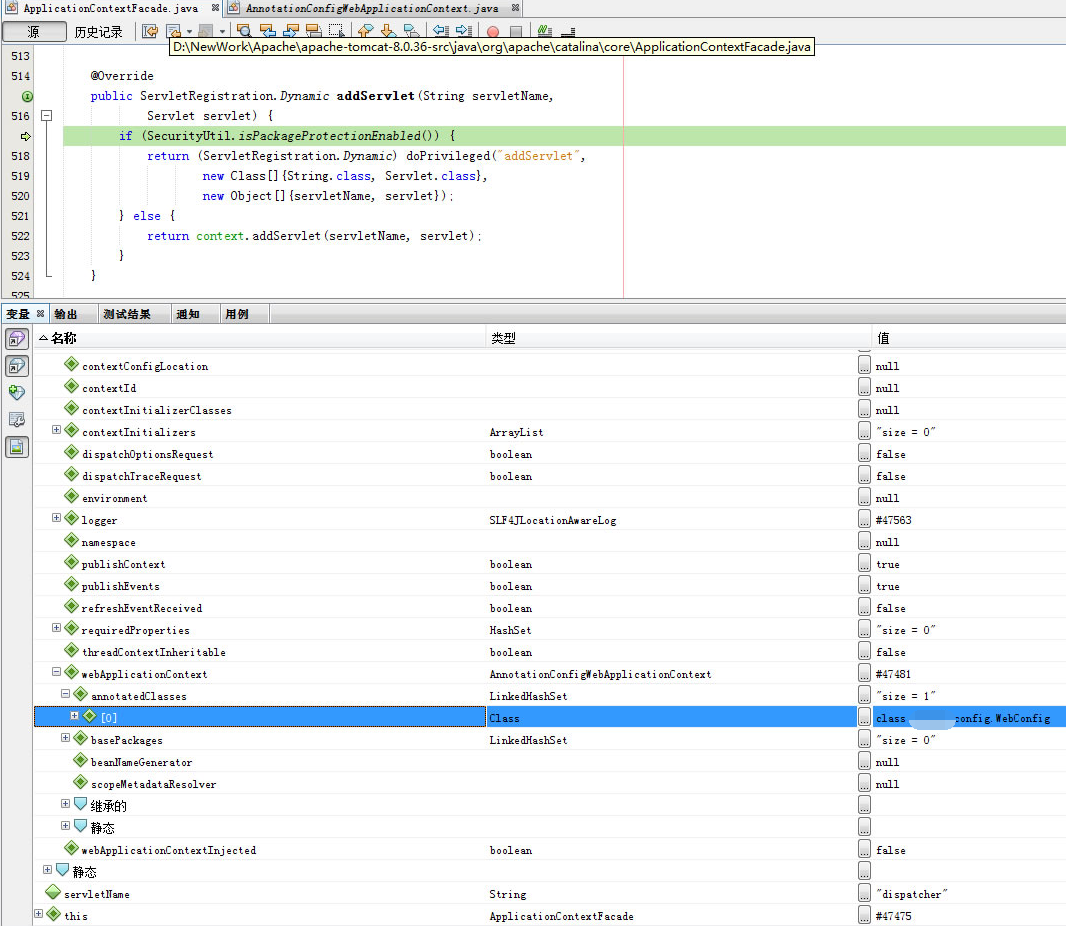 ApplicationContextFacade.java AnnotationConfigWebApplicationContext.java
源 历史记录
D:\NewWork\Apache\apache-tomcat-8.0.36-src\java\org\apache\catalina\core\ApplicationContextFacade.java
513
514 @Override
public ServletRegistration.Dynamic addServlet(String servletName,
516 Servlet servlet) {
if (SecurityUtil.isPackageProtectionEnabled()) {
518 return (ServletRegistration.Dynamic) doPrivileged("addServlet",
519 new Class[]{String.class, Servlet.class},
520 new Object[]{servletName, servlet});
521 } else {
522 return context.addServlet(servletName, servlet);
523 }
524 }
525
变量 输出 测试结果 通知 用例
名称 类型 值
contextConfigLocation null
contextId null
contextInitializerClasses null
contextInitializers ArrayList "size = 0"
dispatchOptionsRequest boolean false
dispatchTraceRequest boolean false
environment null
logger SLF4JLocationAwareLog #47563
namespace null
publishContext boolean true
publishEvents boolean true
refreshEventReceived boolean false
requiredProperties HashSet "size = 0"
threadContextInheritable boolean false
webApplicationContext AnnotationConfigWebApplicationContext #47481
annotatedClasses LinkedHashSet "size = 1"
[0] Class class config.WebConfig
basePackages LinkedHashSet "size = 0"
beanNameGenerator null
scopeMetadataResolver null
继承的
静态
webApplicationContextInjected boolean false
静态
servletName String "dispatcher"
this ApplicationContextFacade #47475